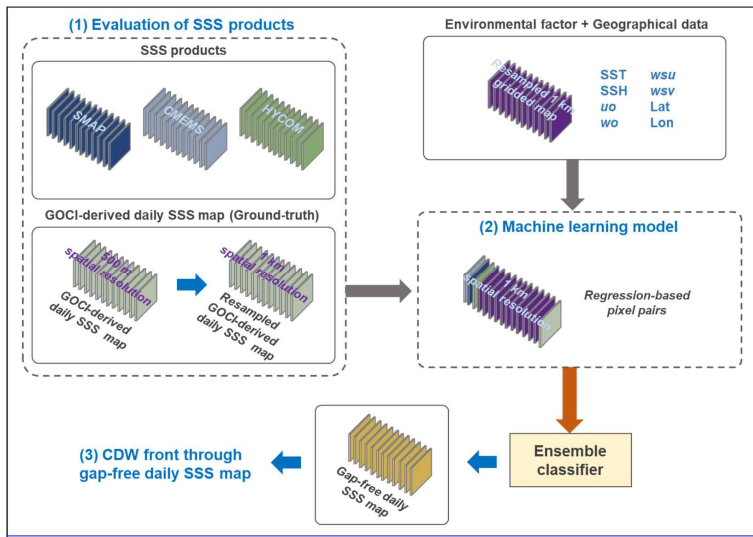 (1) Evaluation of SSS products
SSS products
SMAP
CMEMS
HYCOM
GOCI-derived daily SSS map (Ground-truth)
500 m
spatial resolution
GOCI-derived
daily SSS map
1 km
spatial resolution
Resampled
GOCI-derived
daily SSS map
Environmental factor + Geographical data
Resampled 1 km
gridded map
SST wsu
SSH wsv
uo Lat
wo Lon
(2) Machine learning model
1 km
spatial resolution
Regression-based
pixel pairs
Ensemble
classifier
Gap-free daily
SSS map
(3) CDW front through
gap-free daily SSS map